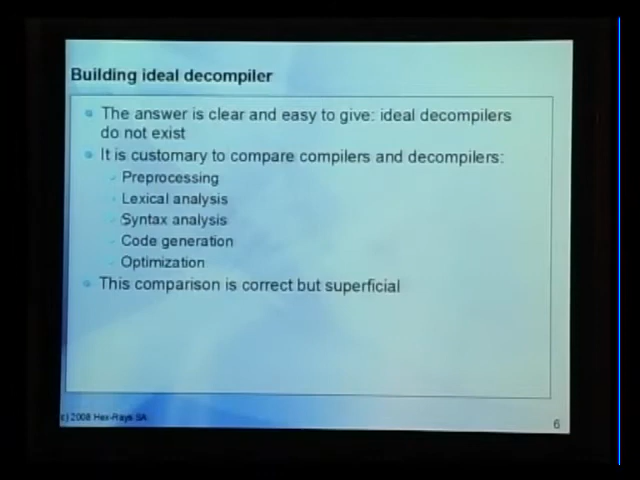 Building ideal decompiler
The answer is clear and easy to give: ideal decompilers
do not exist
It is customary to compare compilers and decompilers:
Preprocessing
Lexical analysis
Syntax analysis
Code generation
Optimization
This comparison is correct but superficial
c) 2008 Hex-Rays SA
6